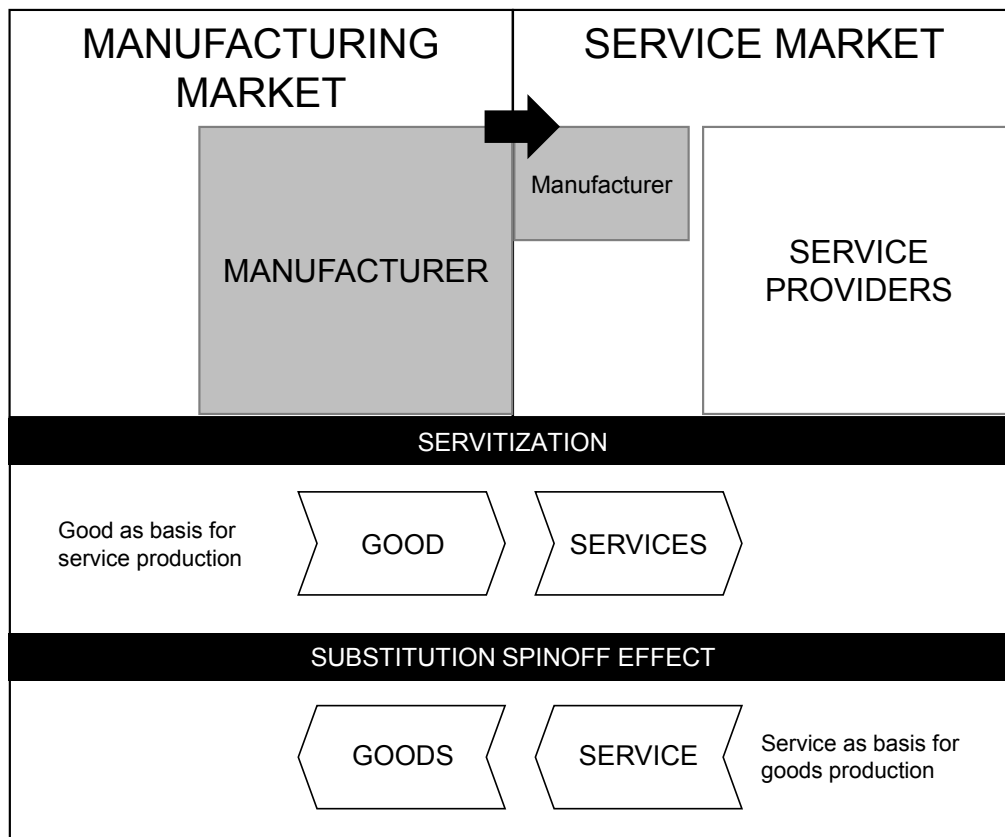 MANUFACTURING
MARKET
SERVICE MARKET
MANUFACTURER
Manufacturer
SERVICE
PROVIDERS
SERVITIZATION
Good as basis for
service production
GOOD
SERVICES
SUBSTITUTION SPINOFF EFFECT
GOODS
SERVICE
Service as basis for
goods production